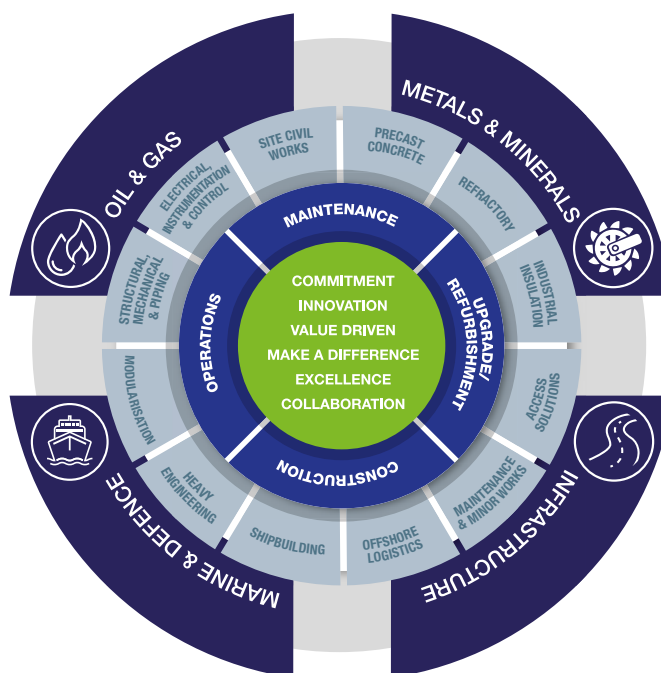 OIL & GAS
METALS & MINERALS
INFRASTRUCTURE
MARINE & DEFENCE
SITE CIVIL
WORKS
PRECAST
CONCRETE
REFRACTORY
INDUSTRIAL
INSULATION
ACCESS
SOLUTIONS
MAINTENANCE
& MINOR WORKS
OFFSHORE
LOGISTICS
SHIPBUILDING
HEAVY
ENGINEERING
MODULARISATION
STRUCTURAL,
MECHANICAL
& PIPING
ELECTRICAL,
INSTRUMENTATION
& CONTROL
MAINTENANCE
UPGRADE/
REFURBISHMENT
CONSTRUCTION
OPERATIONS
COMMITMENT
INNOVATION
VALUE DRIVEN
MAKE A DIFFERENCE
EXCELLENCE
COLLABORATION